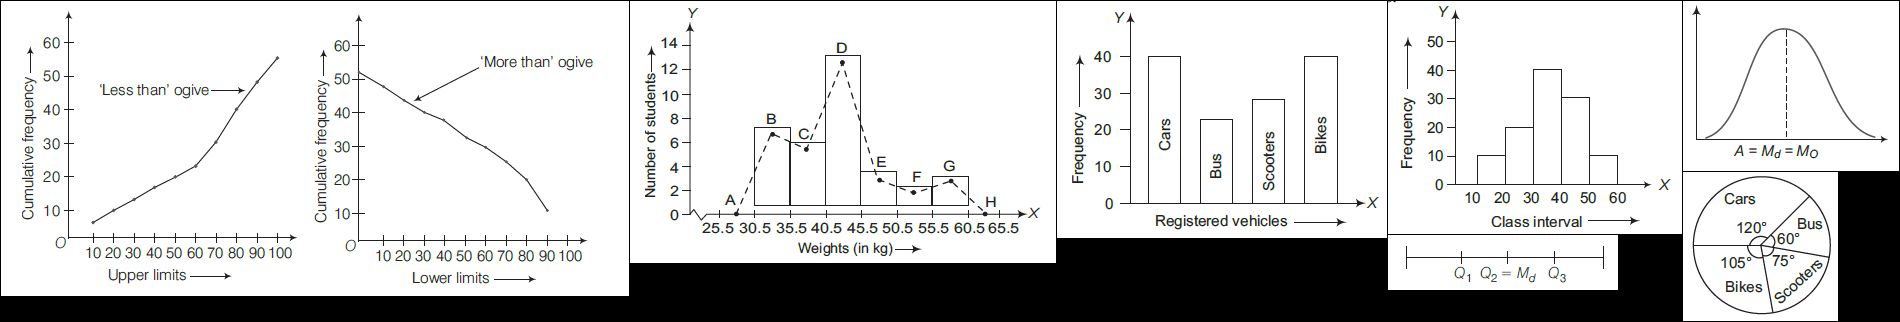 60
50
40
30
20
10
O
Cumulative frequency
'Less than' ogive
10 20 30 40 50 60 70 80 90 100
Upper limits
60
50
40
30
20
10
O
Cumulative frequency
'More than' ogive
10 20 30 40 50 60 70 80 90 100
Lower limits
Y
14
12
10
8
6
4
2
0
Number of students
A
B
C
D
E
F
G
H
X
25.5 30.5 35.5 40.5 45.5 50.5 55.5 60.5 65.5
Weights (in kg)
Y
40
30
20
10
0
Frequency
Cars
Bus
Scooters
Bikes
X
Registered vehicles
Y
50
40
30
20
10
0
Frequency
X
10 20 30 40 50 60
Class interval
Q1 Q2 = Md Q3
A = Md = MO
Cars
Bus
120°
60°
105°
75°
Bikes
Scooters